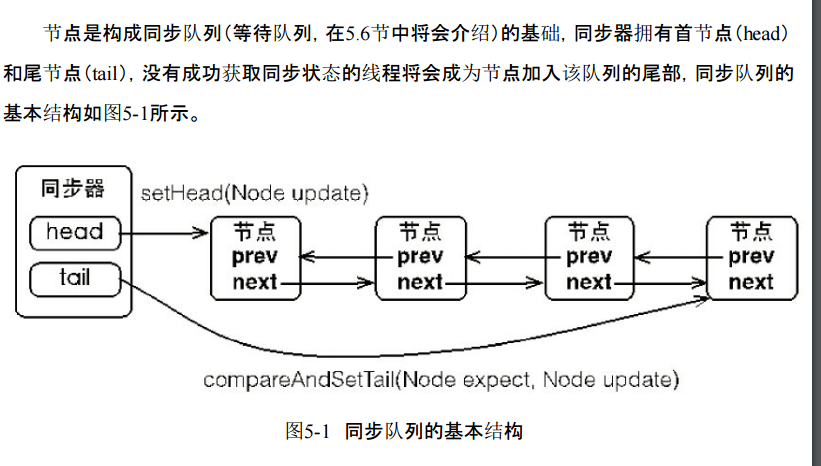 节点是构成同步队列(等待队列, 在5.6节中将会介绍)的基础, 同步器拥有首节点(head)
和尾节点(tail), 没有成功获取同步状态的线程将会成为节点加入该队列的尾部, 同步队列的
基本结构如图5-1所示。
同步器
setHead(Node update)
head
tail
节点
prev
next
节点
prev
next
节点
prev
next
节点
prev
next
compareAndSetTail(Node expect, Node update)
图5-1 同步队列的基本结构